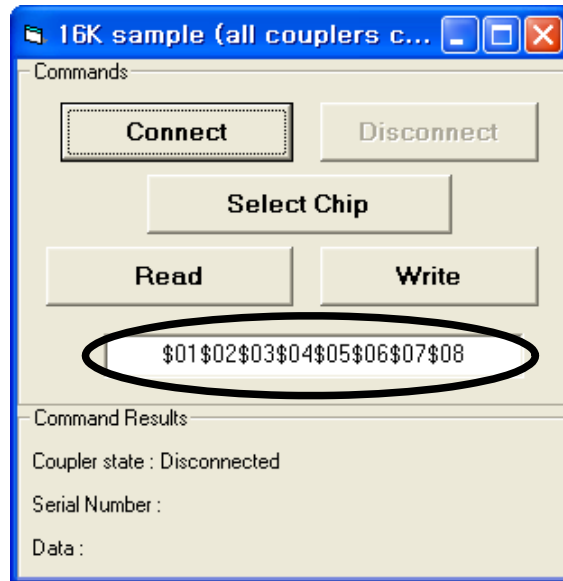 16K sample (all couplers c...
Commands
Connect Disconnect
Select Chip
Read Write
$01$02$03$04$05$06$07$08
Command Results
Coupler state : Disconnected
Serial Number :
Data :